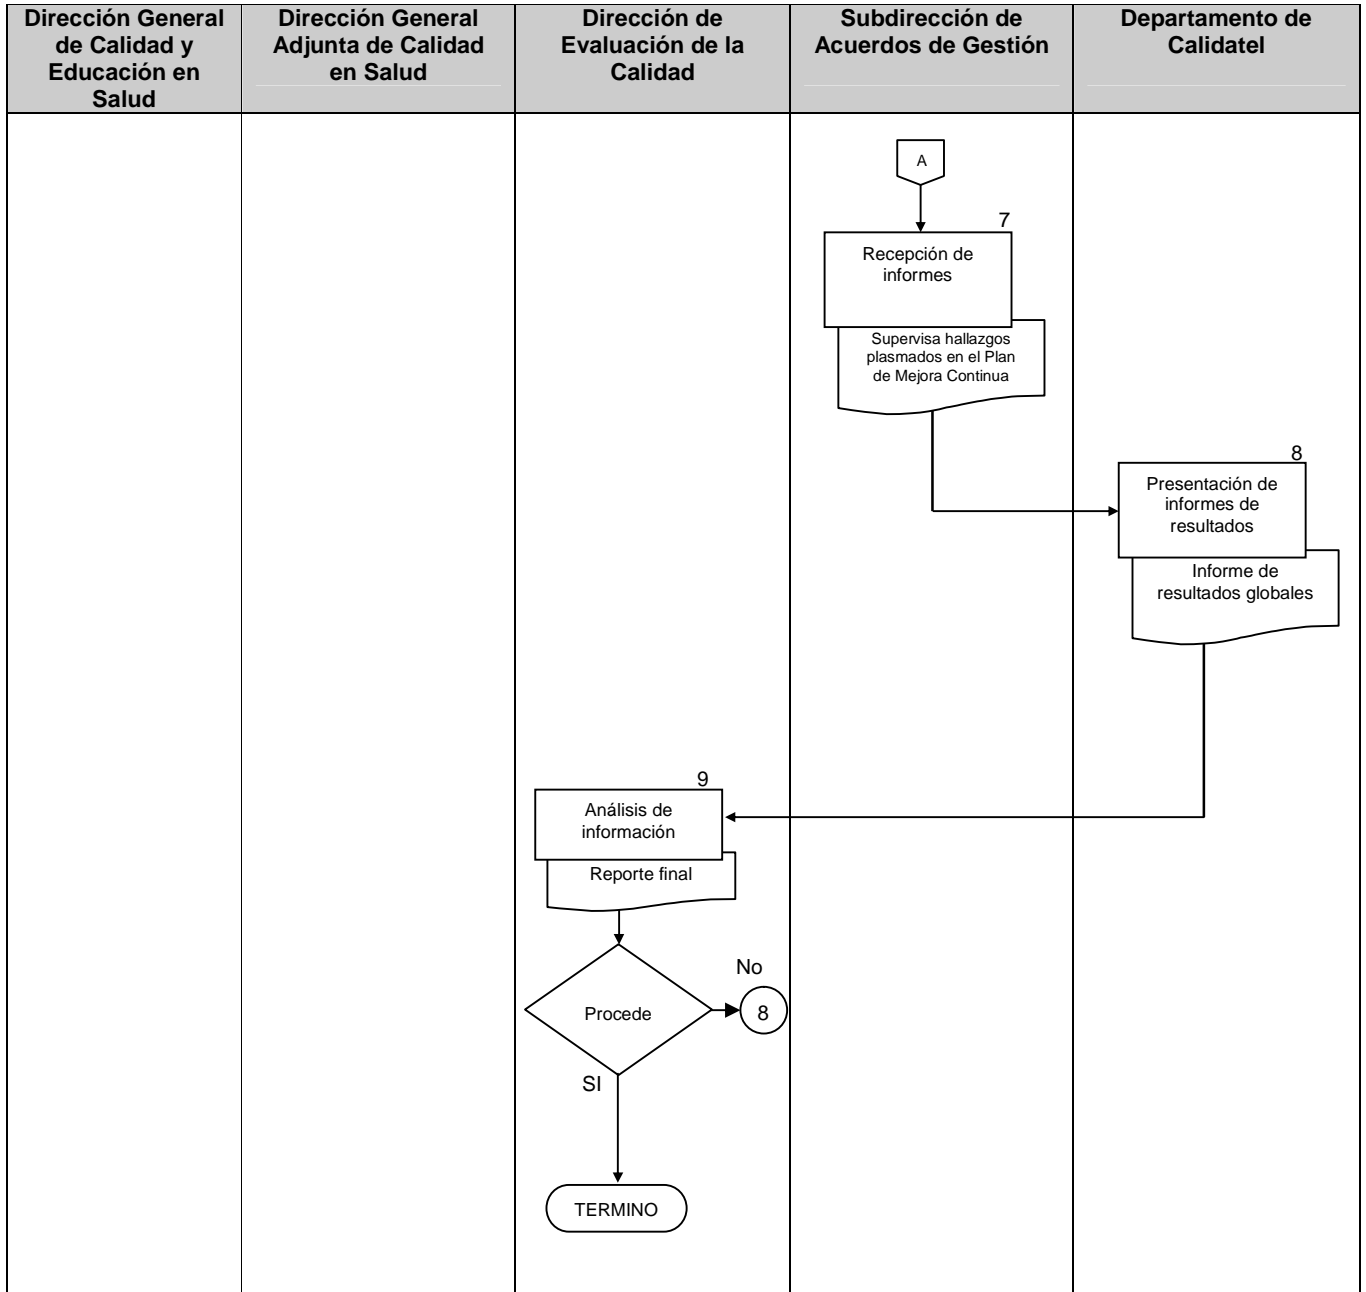 Dirección General
de Calidad y
Educación en
Salud
Dirección General
Adjunta de Calidad
en Salud
Dirección de
Evaluación de la
Calidad
Subdirección de
Acuerdos de Gestión
Departamento de
Calidatel
A
7
Recepción de
informes
Supervisa hallazgos
plasmados en el Plan
de Mejora Continua
8
Presentación de
informes de
resultados
Informe de
resultados globales
9
Análisis de
información
Reporte final
No
Procede
8
SI
TERMINO